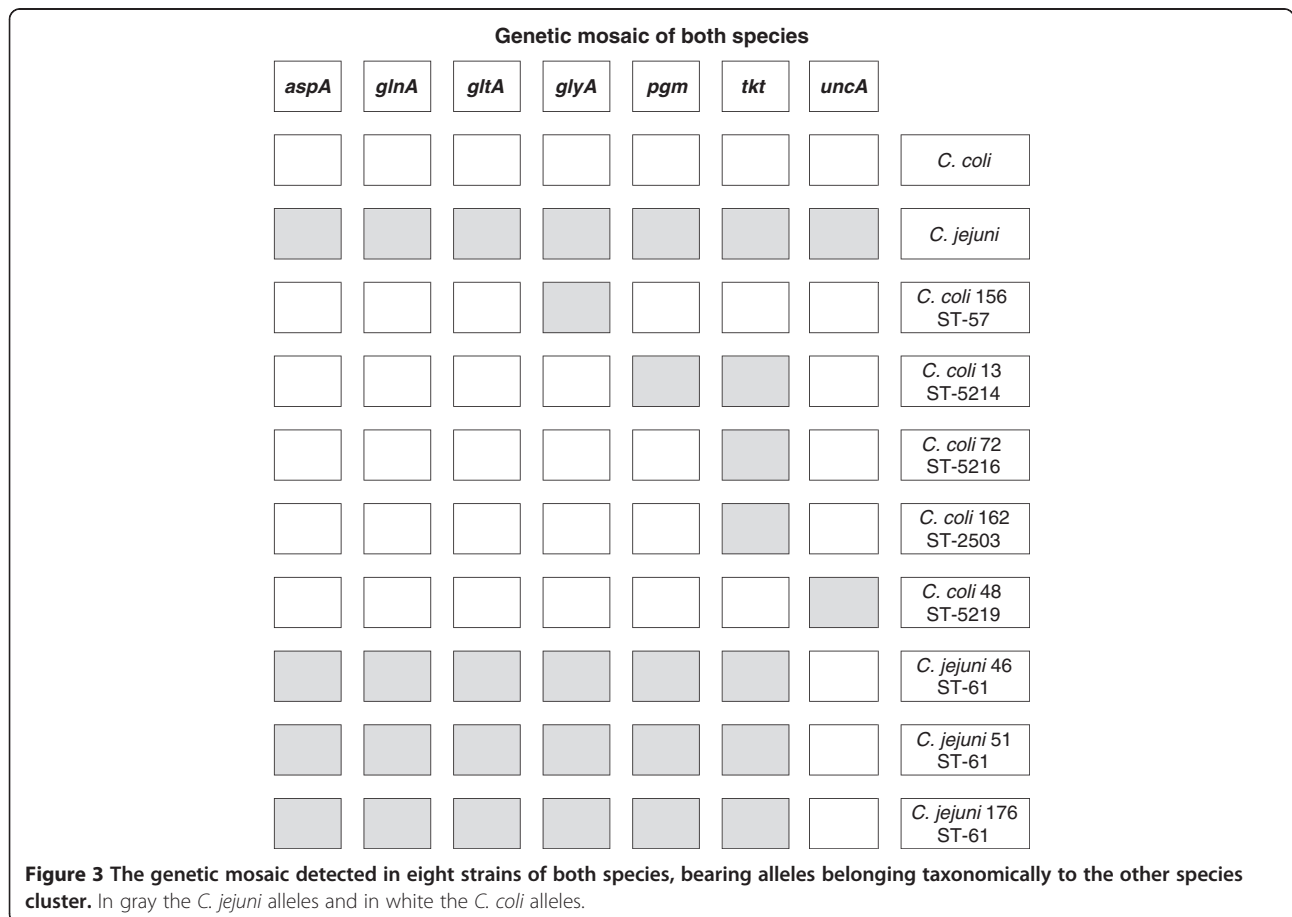 Genetic mosaic of both species
aspA glnA gltA glyA pgm tkt uncA
C. coli
C. jejuni
C. coli 156
ST-57
C. coli 13
ST-5214
C. coli 72
ST-5216
C. coli 162
ST-2503
C. coli 48
ST-5219
C. jejuni 46
ST-61
C. jejuni 51
ST-61
C. jejuni 176
ST-61
Figure 3 The genetic mosaic detected in eight strains of both species, bearing alleles belonging taxonomically to the other species
cluster. In gray the C. jejuni alleles and in white the C. coli alleles.